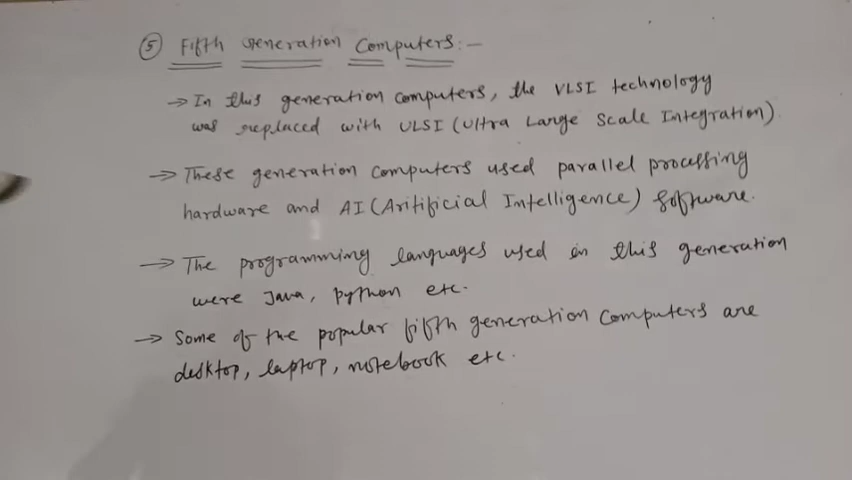 ⑤ Fifth Generation Computers:-
→ In this generation computers, the VLSI technology
was replaced with ULSI (Ultra Large Scale Integration)
→ These generation computers used parallel processing
hardware and AI (Aritificial Intelligence) software.
→ The programming languages used in this generation
were Java, Python etc.
→ Some of the popular fifth generation computers are
desktop, laptop, notebook etc.